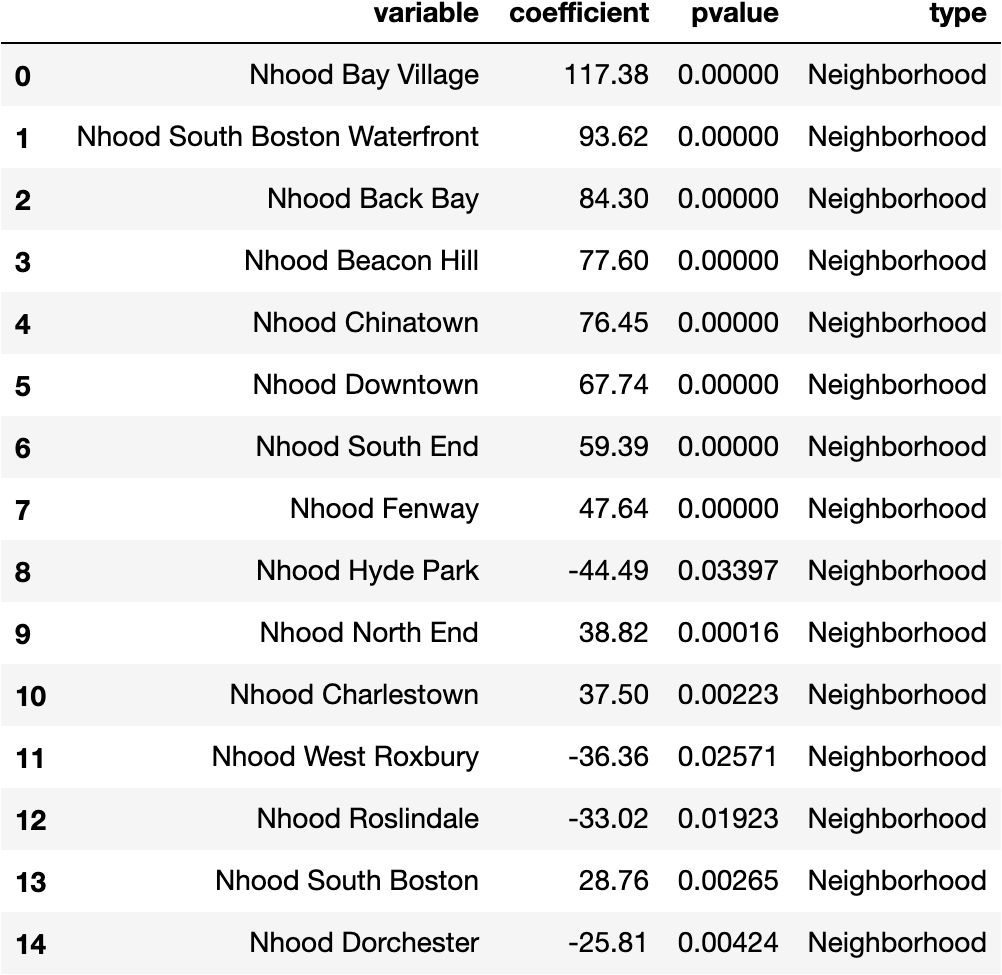 variable coefficient pvalue type
0 Nhood Bay Village 117.38 0.00000 Neighborhood
1 Nhood South Boston Waterfront 93.62 0.00000 Neighborhood
2 Nhood Back Bay 84.30 0.00000 Neighborhood
3 Nhood Beacon Hill 77.60 0.00000 Neighborhood
4 Nhood Chinatown 76.45 0.00000 Neighborhood
5 Nhood Downtown 67.74 0.00000 Neighborhood
6 Nhood South End 59.39 0.00000 Neighborhood
7 Nhood Fenway 47.64 0.00000 Neighborhood
8 Nhood Hyde Park -44.49 0.03397 Neighborhood
9 Nhood North End 38.82 0.00016 Neighborhood
10 Nhood Charlestown 37.50 0.00223 Neighborhood
11 Nhood West Roxbury -36.36 0.02571 Neighborhood
12 Nhood Roslindale -33.02 0.01923 Neighborhood
13 Nhood South Boston 28.76 0.00265 Neighborhood
14 Nhood Dorchester -25.81 0.00424 Neighborhood